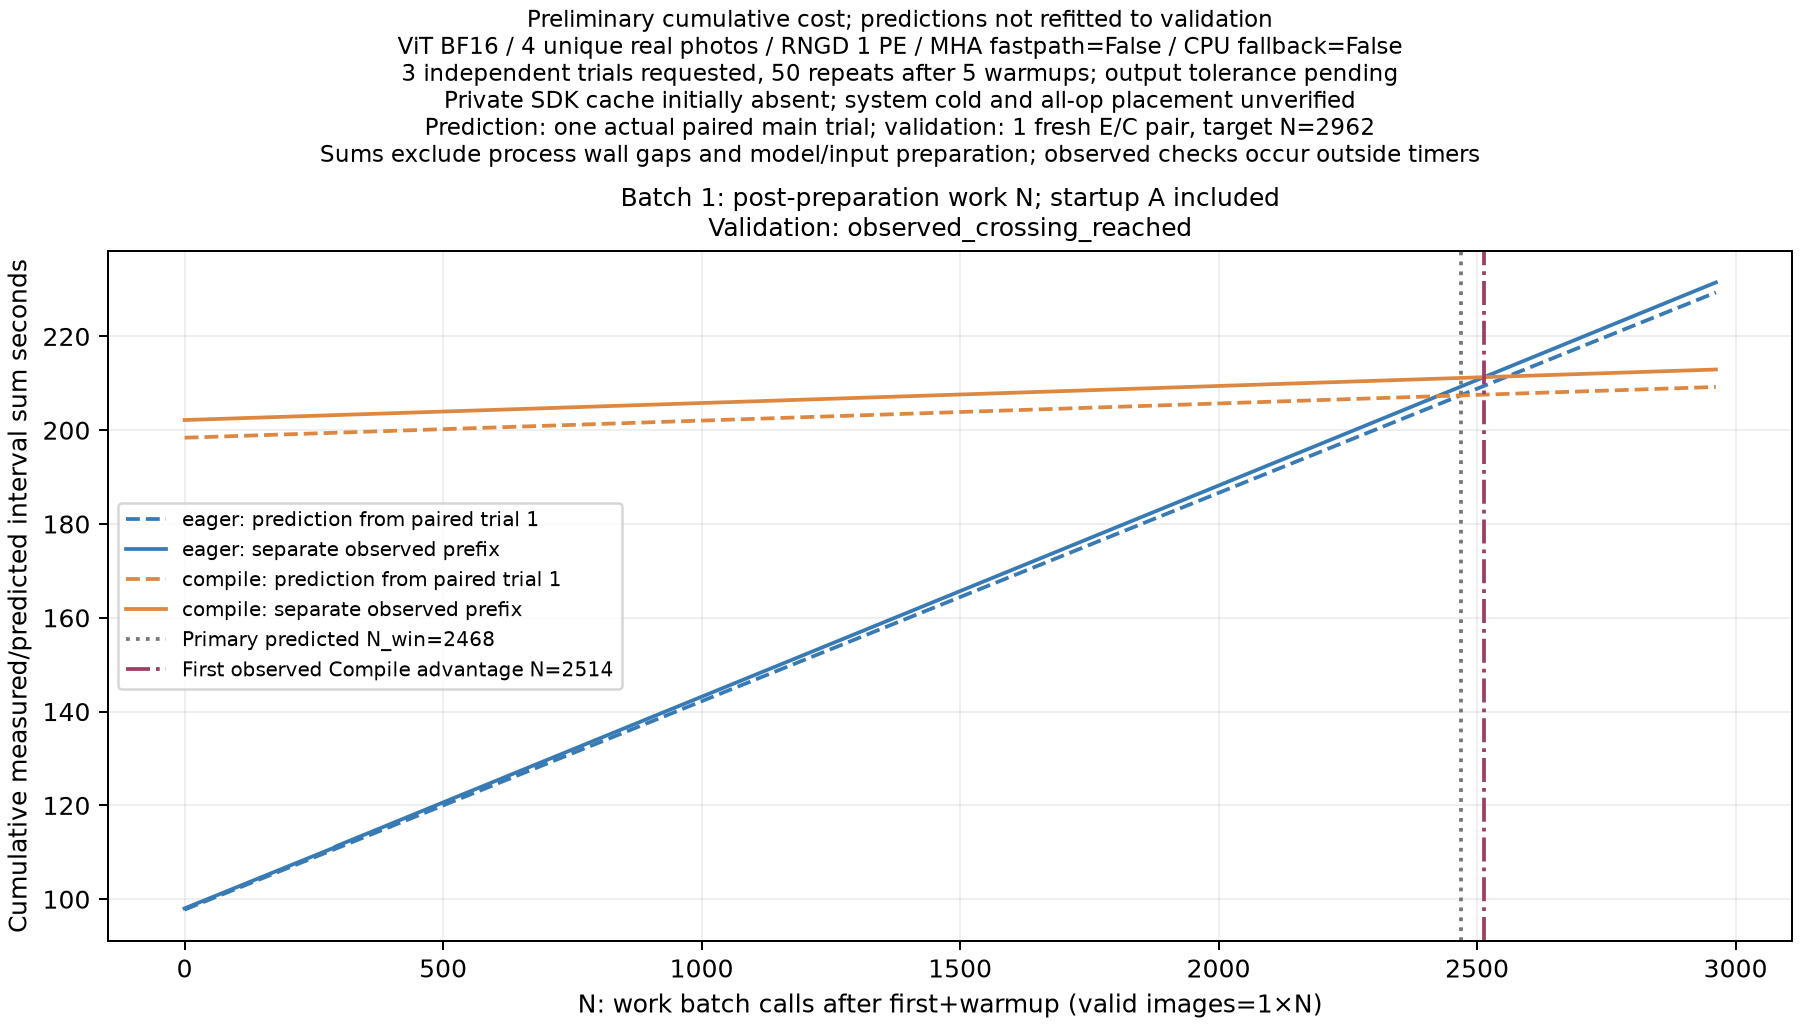 Preliminary cumulative cost; predictions not refitted to validation
ViT BF16 / 4 unique real photos / RNGD 1 PE / MHA fastpath=False / CPU fallback=False
3 independent trials requested, 50 repeats after 5 warmups; output tolerance pending
Private SDK cache initially absent; system cold and all-op placement unverified
Prediction: one actual paired main trial; validation: 1 fresh E/C pair, target N=2962
Sums exclude process wall gaps and model/input preparation; observed checks occur outside timers
Batch 1: post-preparation work N; startup A included
Validation: observed_crossing_reached
Cumulative measured/predicted interval sum seconds
220
200
180
160
140
120
100
eager: prediction from paired trial 1
eager: separate observed prefix
compile: prediction from paired trial 1
compile: separate observed prefix
Primary predicted N_win=2468
First observed Compile advantage N=2514
0 500 1000 1500 2000 2500 3000
N: work batch calls after first+warmup (valid images=1×N)